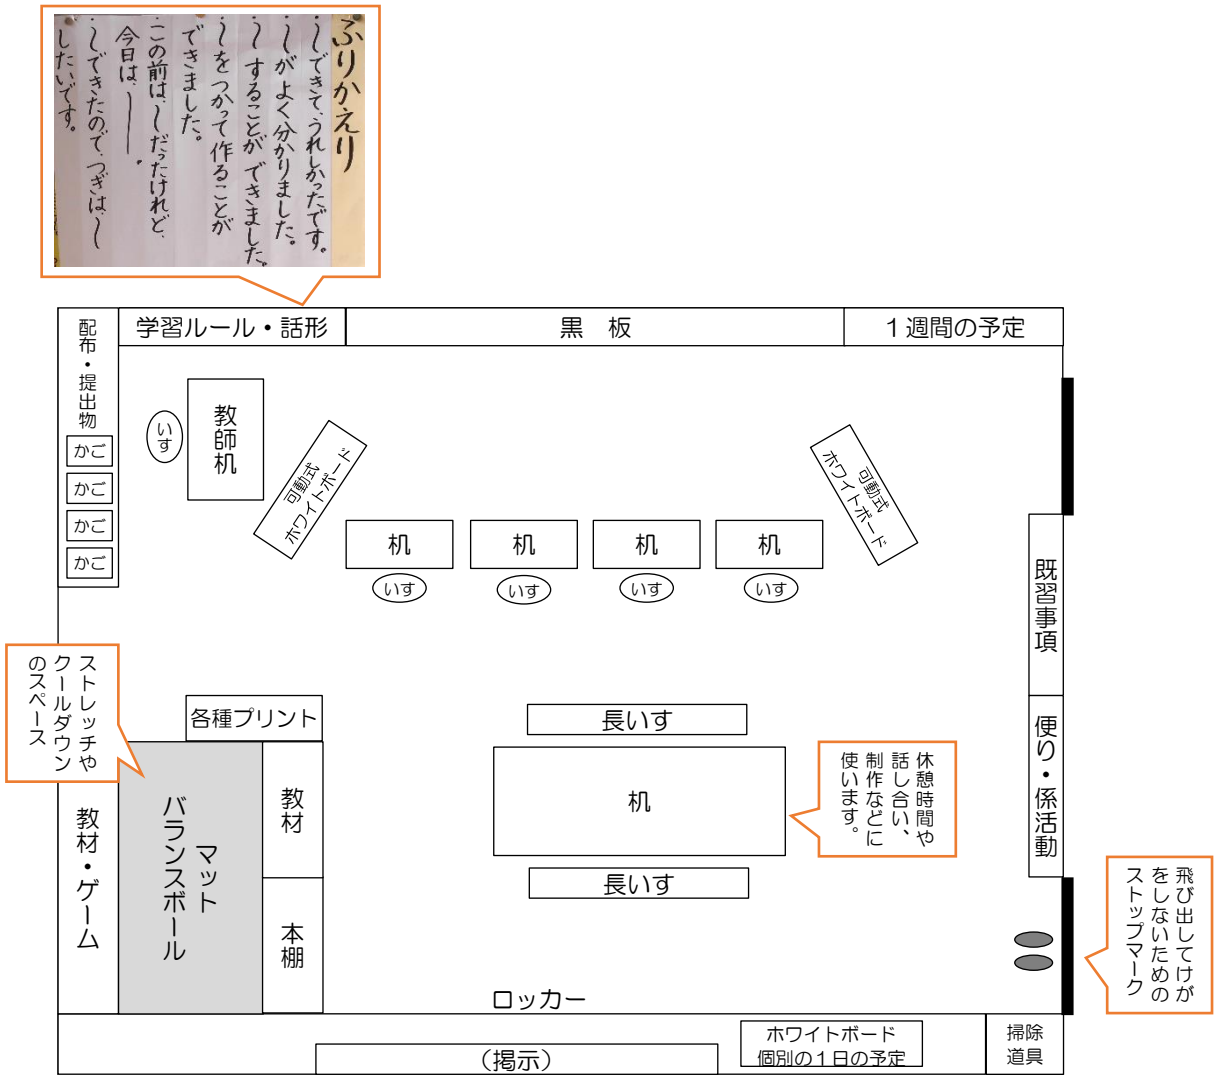 ふりかえり
・〜できて、うれしかったです。
・〜がよく分かりました。
・〜することができました。
・〜をつかって作ることが
できました。
・この前は、〜だったけれど、
今日は、――。
・〜できたので、つぎは、〜
したいです。
配布・提出物
かご
かご
かご
かご
学習ルール・話形
黒 板
１週間の予定
いす
教師机
可動式
ホワイトボード
可動式
ホワイトボード
机
机
机
机
いす
いす
いす
いす
既習事項
ストレッチや
クールダウン
のスペース
各種プリント
長いす
机
長いす
休憩時間や
話し合い、
制作などに
使います。
便り・係活動
教材・ゲーム
マット
バランスボール
教材
本棚
飛び出してけが
をしないための
ストップマーク
ロッカー
（掲示）
ホワイトボード
個別の１日の予定
掃除
道具